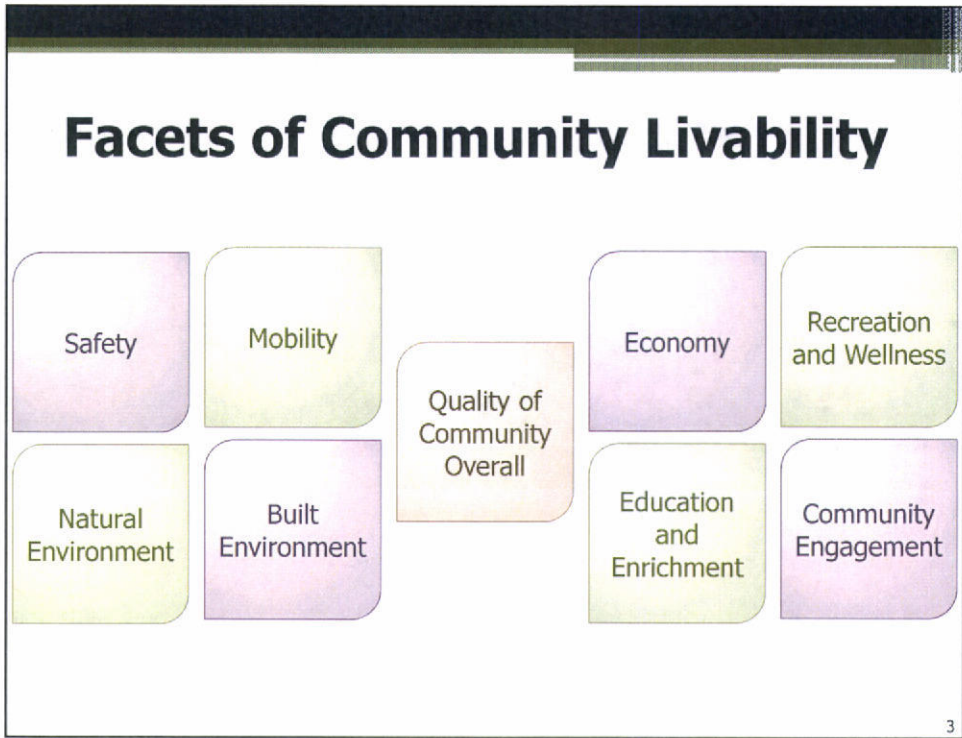 Facets of Community Livability
Safety
Mobility
Natural
Environment
Built
Environment
Quality of
Community
Overall
Economy
Recreation
and Wellness
Education
and
Enrichment
Community
Engagement
3